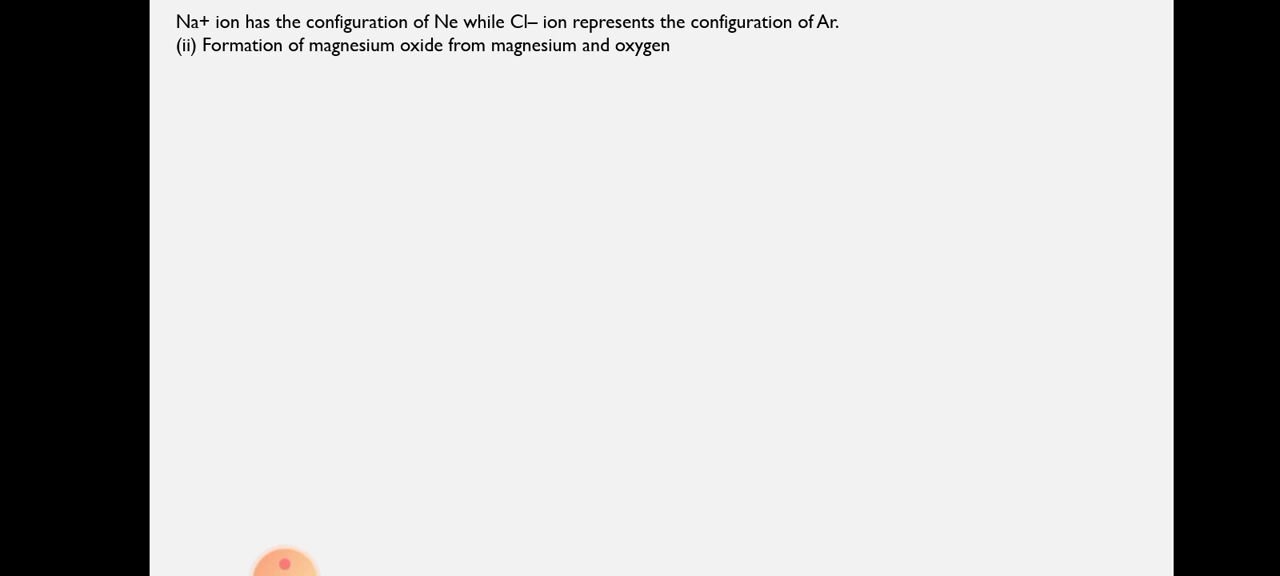 Na+ ion has the configuration of Ne while Cl– ion represents the configuration of Ar.
(ii) Formation of magnesium oxide from magnesium and oxygen